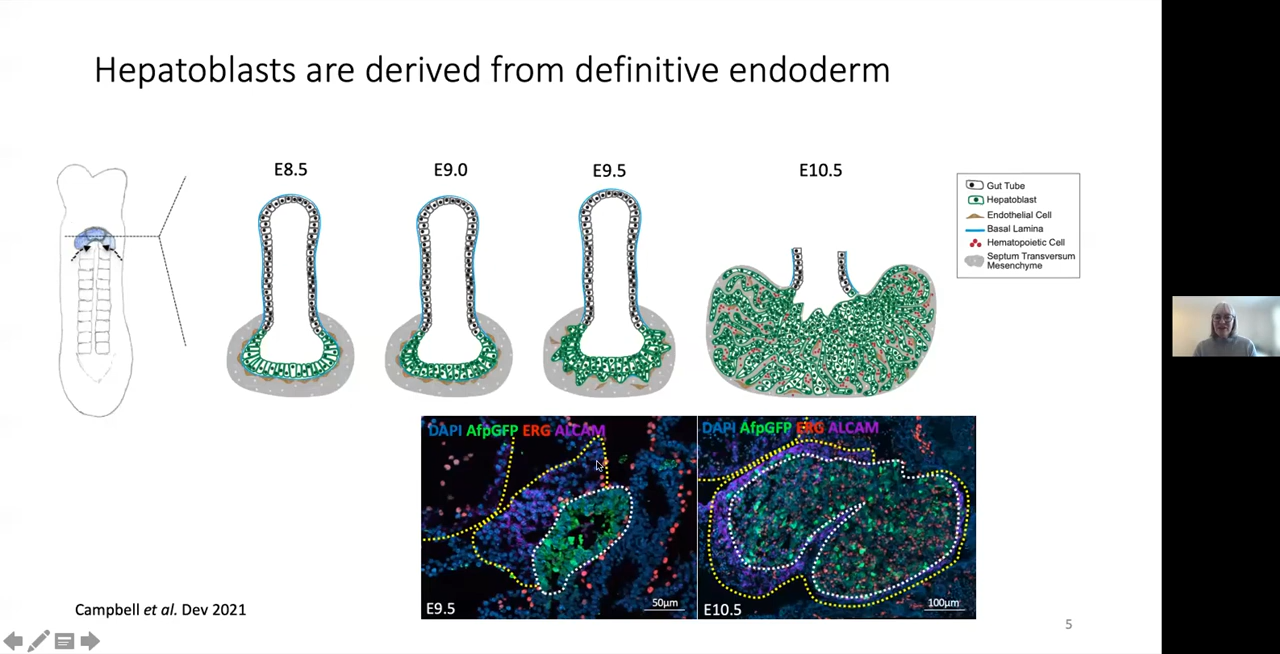 Hepatoblasts are derived from definitive endoderm
E8.5
E9.0
E9.5
E10.5
Gut Tube
Hepatoblast
Endothelial Cell
Basal Lamina
Hematopoietic Cell
Septum Transversum
Mesenchyme
DAPI AfpGFP ERG ALCAM
DAPI AfpGFP ERG ALCAM
E9.5
50µm
E10.5
100µm
Campbell et al. Dev 2021
5